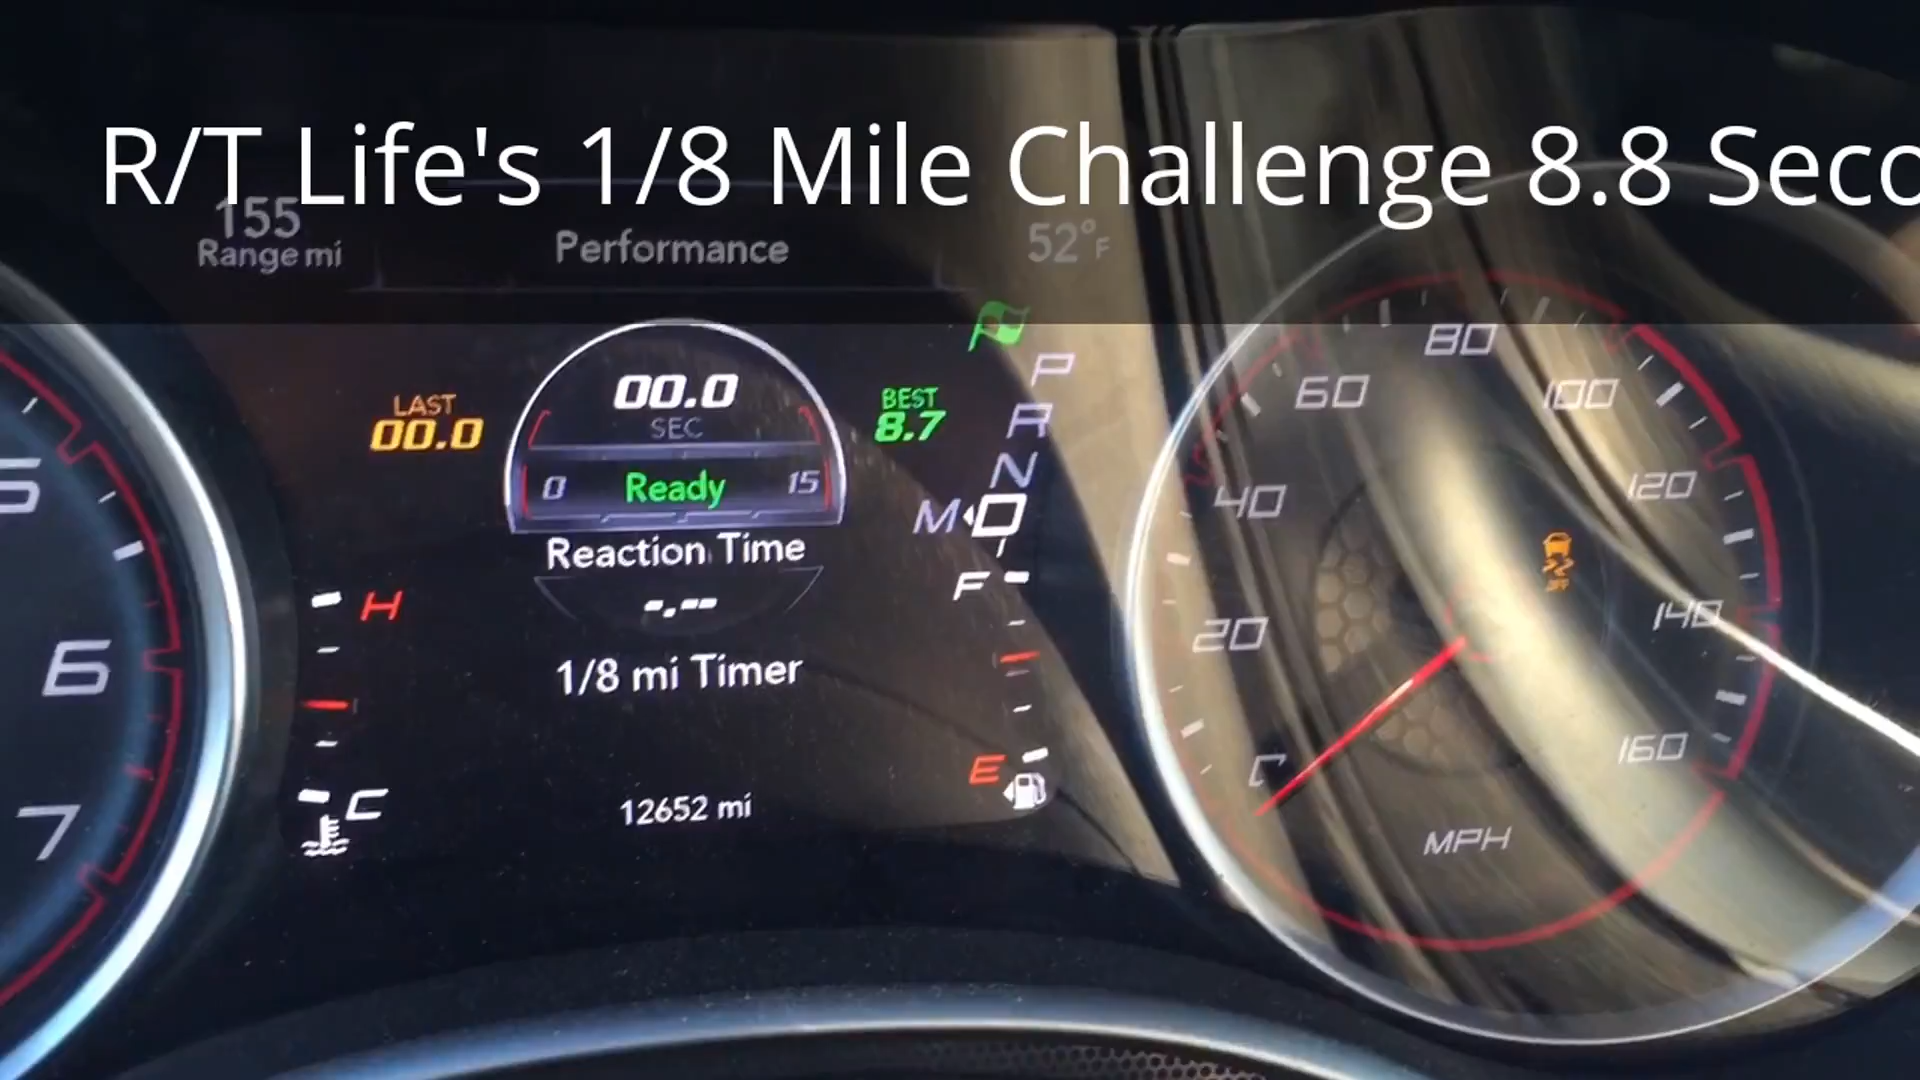 R/T Life's 1/8 Mile Challenge 8.8 Seco
155
Range mi
Performance
52°F
LAST
00.0
00.0
SEC
BEST
8.7
0
Ready
15
Reaction Time
-.--
1/8 mi Timer
12652 mi
P
R
N
M
D
H
C
F
E
5
6
7
20
40
60
80
100
120
140
160
MPH
OFF